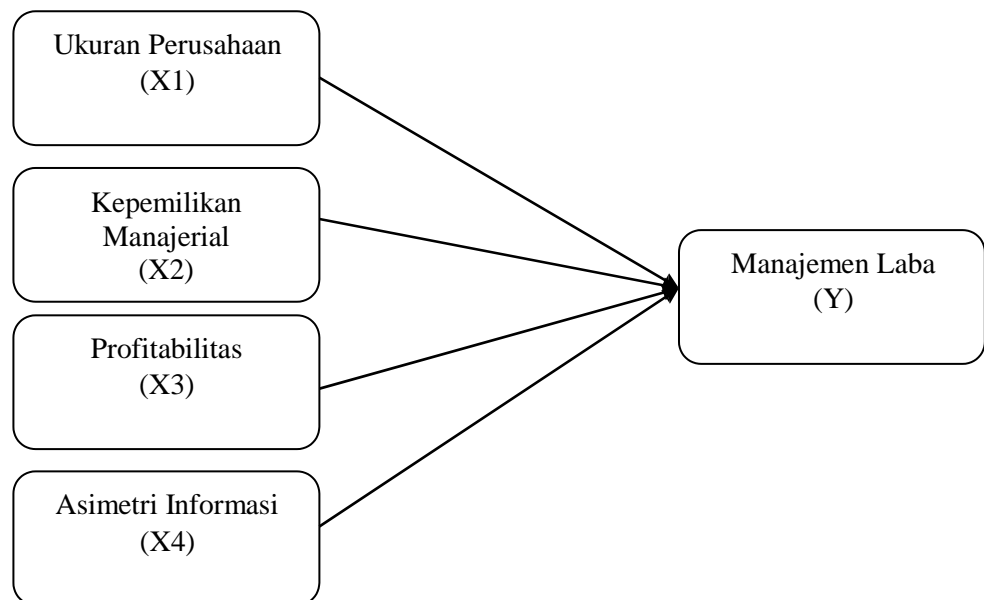 Ukuran Perusahaan
(X1)
Kepemilikan
Manajerial
(X2)
Profitabilitas
(X3)
Asimetri Informasi
(X4)
Manajemen Laba
(Y)